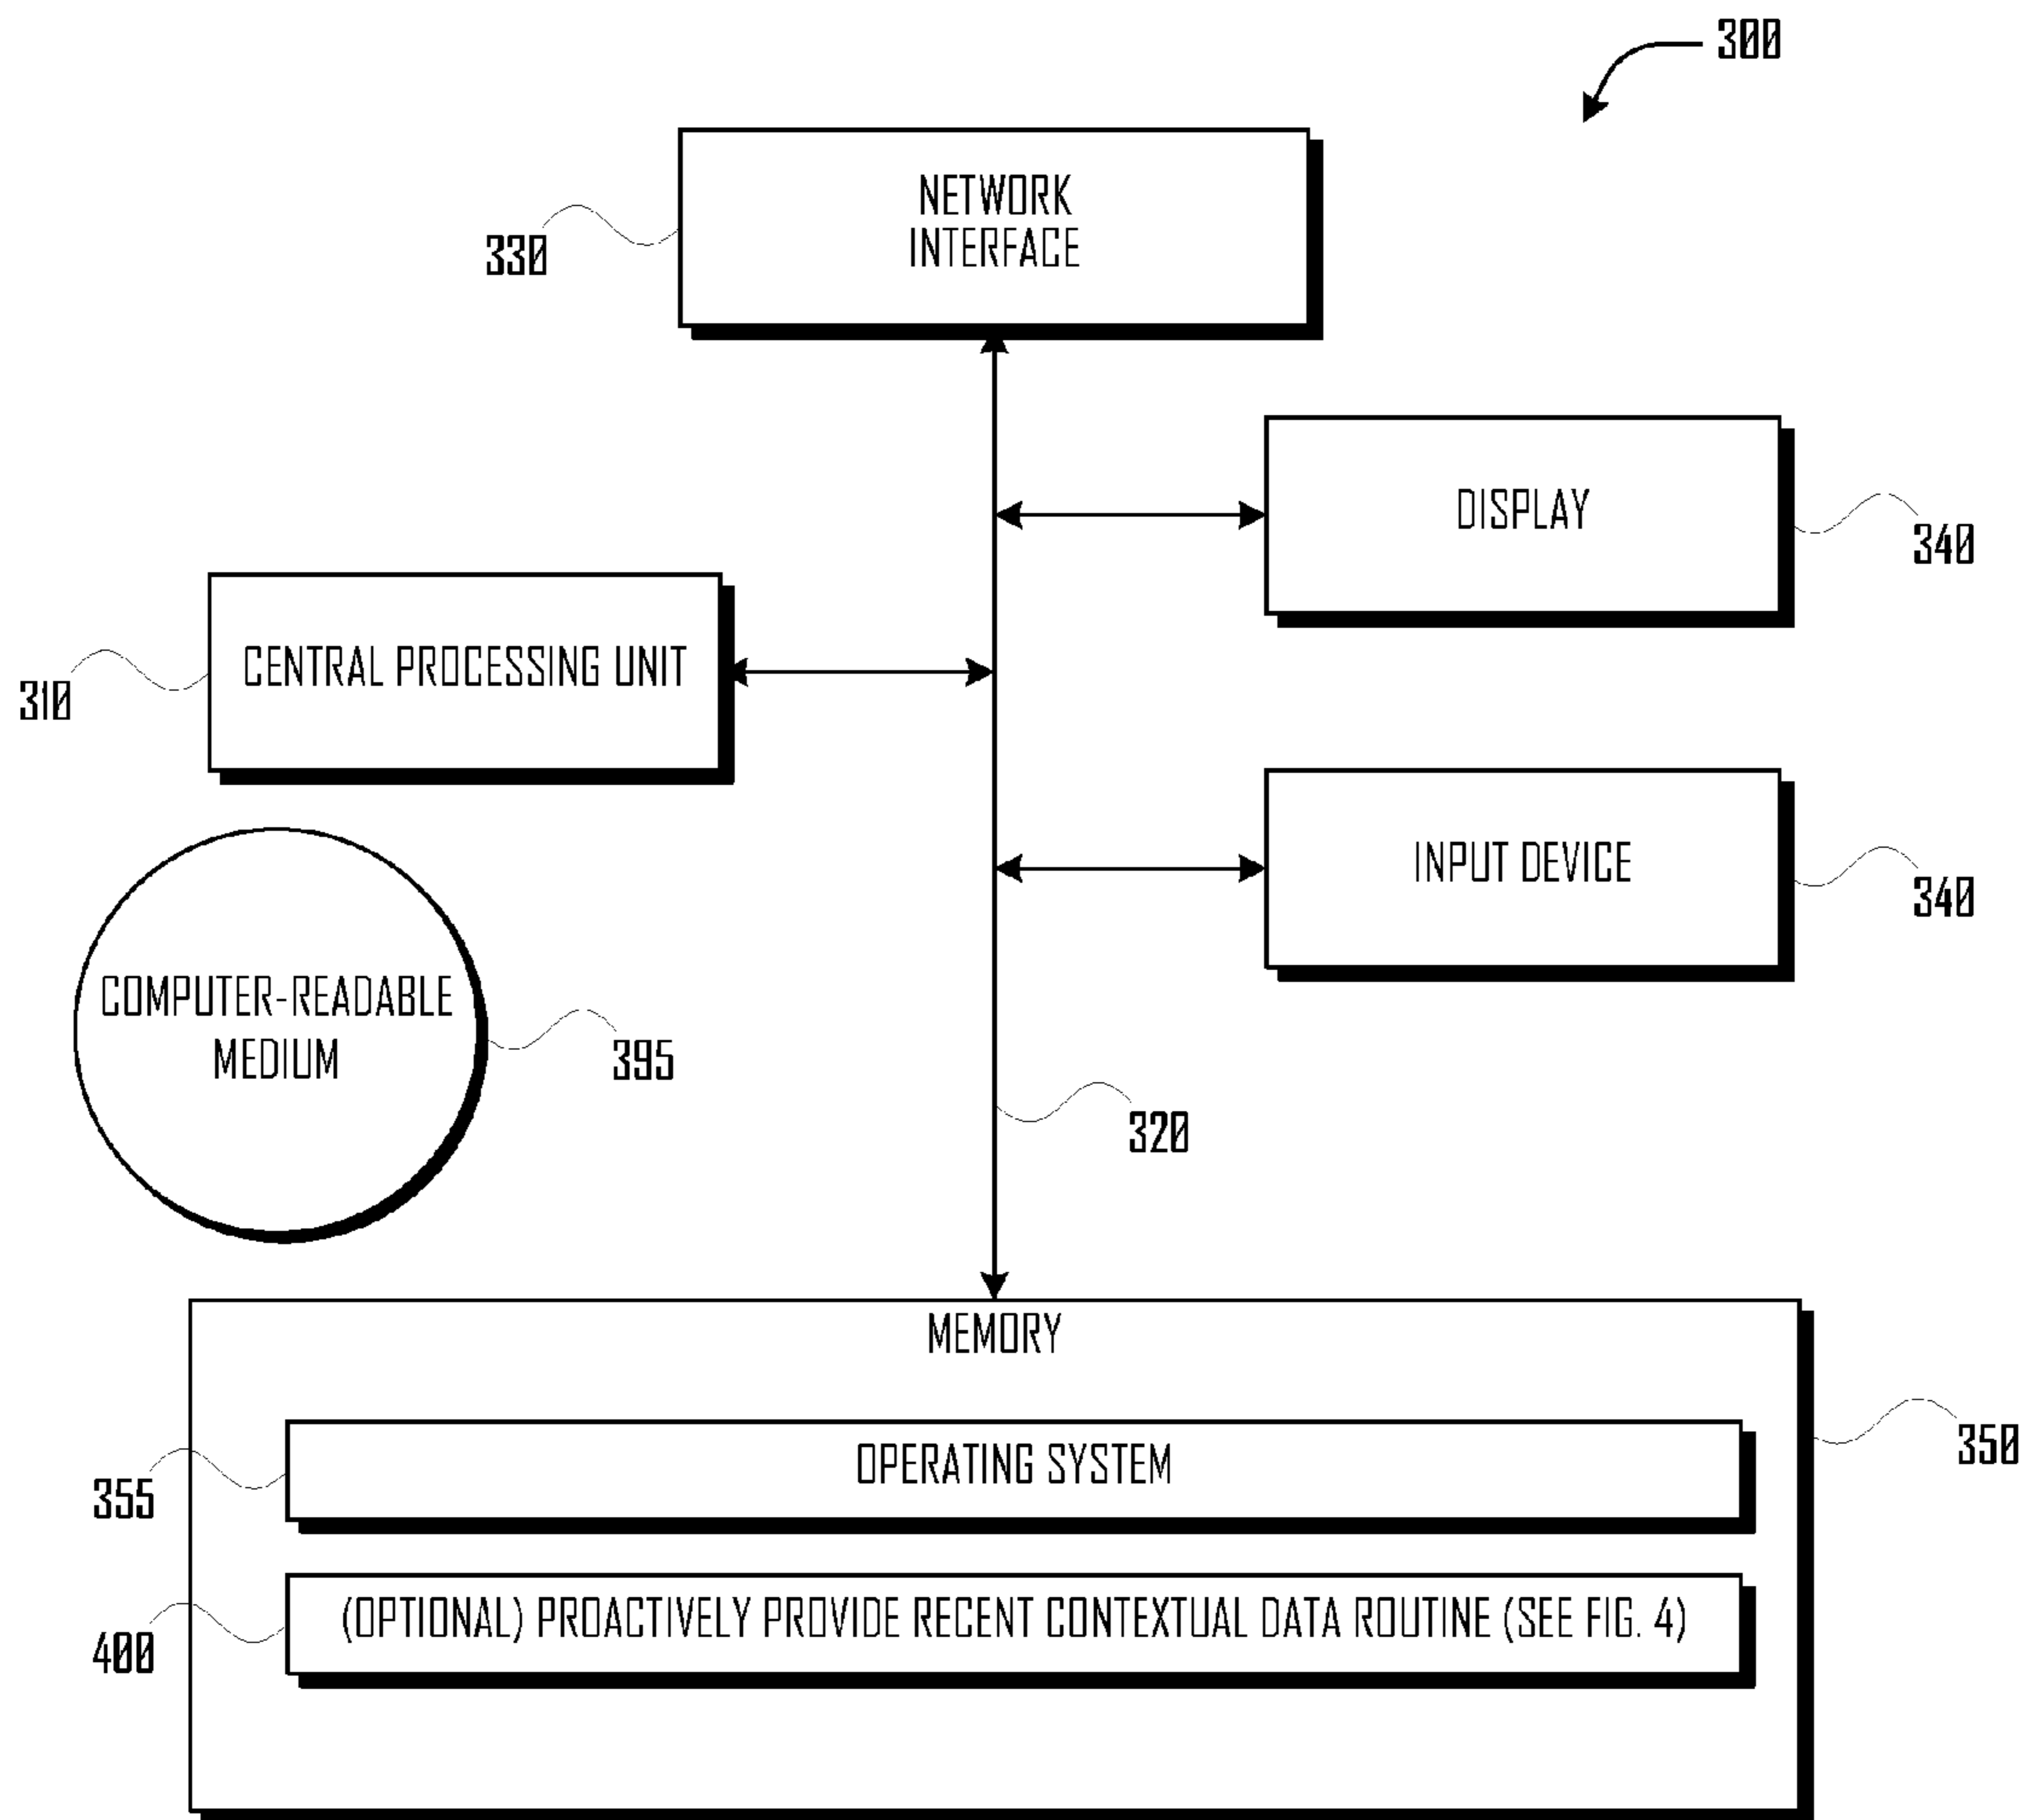 300
NETWORK
INTERFACE
330
DISPLAY
340
CENTRAL PROCESSING UNIT
310
INPUT DEVICE
340
COMPUTER-READABLE
MEDIUM
395
320
MEMORY
350
OPERATING SYSTEM
355
(OPTIONAL) PROACTIVELY PROVIDE RECENT CONTEXTUAL DATA ROUTINE (SEE FIG. 4)
400